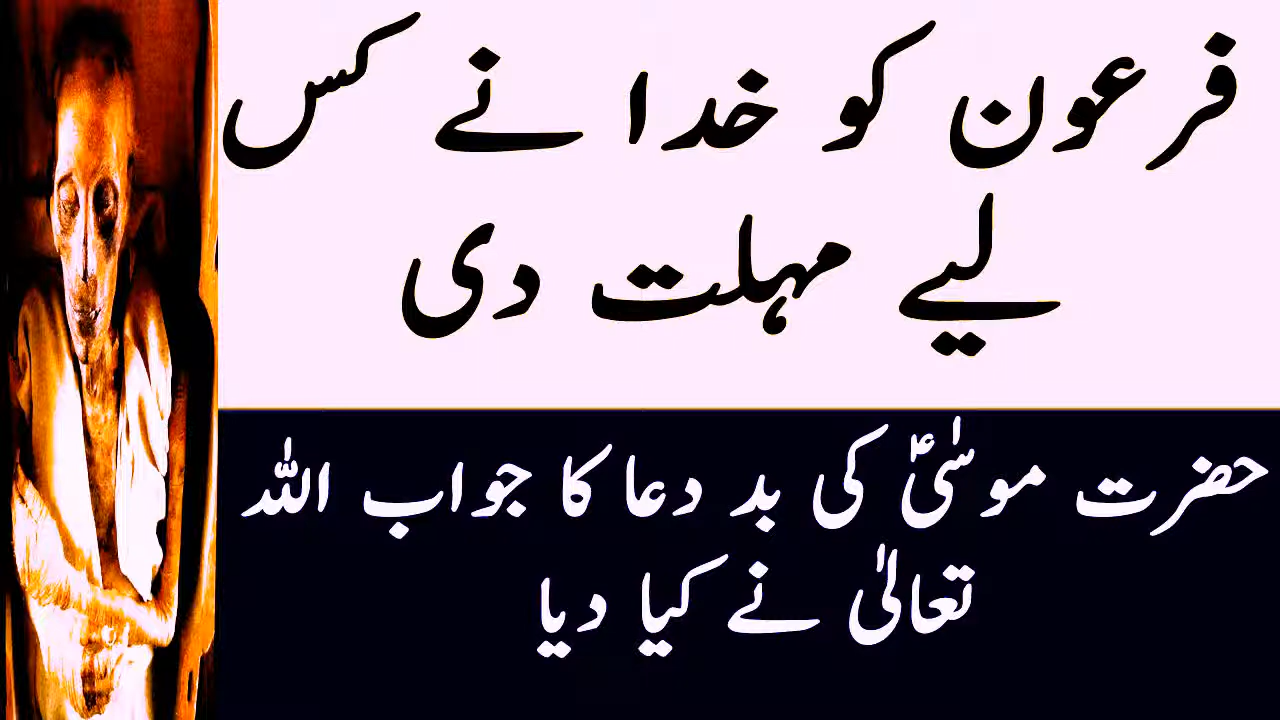 فرعون کو خدا نے کس
لیے مہلت دی
حضرت موسٰیؑ کی بد دعا کا جواب اللہ
تعالیٰ نے کیا دیا